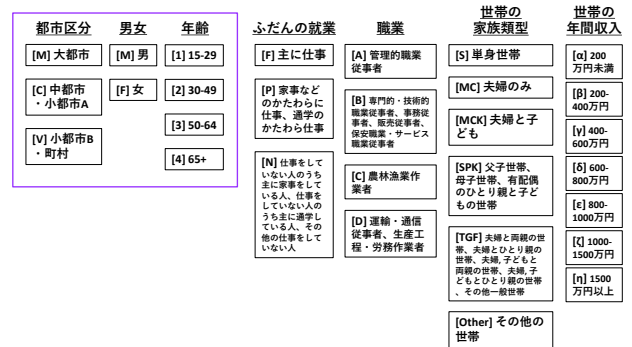 都市区分
[M] 大都市
[C] 中都市
・小都市A
[V] 小都市B
・町村
男女
[M] 男
[F] 女
年齢
[1] 15-29
[2] 30-49
[3] 50-64
[4] 65+
ふだんの就業
[F] 主に仕事
[P] 家事など
のかたわらに
仕事、通学の
かたわら仕事
[N] 仕事をして
いない人のうち
主に家事をして
いる人、仕事を
していない人の
うち主に通学し
ている人、その
他の仕事をして
いない人
職業
[A] 管理的職業
従事者
[B] 専門的・技術的
職業従事者、事務従
事者、販売従事者、
保安職業・サービス
職業従事者
[C] 農林漁業作
業者
[D] 運輸・通信
従事者、生産工
程・労務作業者
世帯の
家族類型
[S] 単身世帯
[MC] 夫婦のみ
[MCK] 夫婦と子
ども
[SPK] 父子世帯、
母子世帯、有配偶
のひとり親と子ど
もの世帯
[TGF] 夫婦と両親の世
帯、夫婦とひとり親の
世帯、夫婦, 子どもと
両親の世帯、夫婦, 子
どもとひとり親の世帯
、その他一般世帯
[Other] その他の
世帯
世帯の
年間収入
[α] 200
万円未満
[β] 200-
400万円
[γ] 400-
600万円
[δ] 600-
800万円
[ε] 800-
1000万円
[ζ] 1000-
1500万円
[η] 1500
万円以上